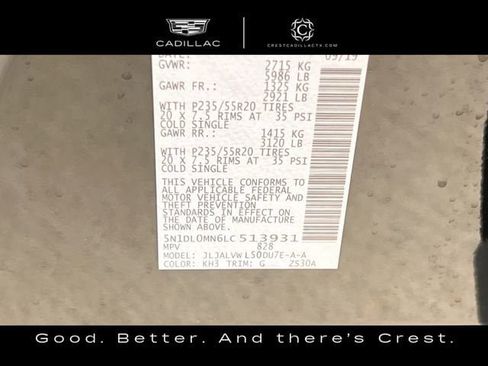 CADILLAC
CRESTCADILLACTX.COM
DATE: 09/19
GVWR: 2715 KG
5986 LB
GAWR FR.: 1325 KG
2921 LB
WITH P235/55R20 TIRES
20 X 7.5 RIMS AT 35 PSI
COLD SINGLE
GAWR RR.: 1415 KG
3120 LB
WITH P235/55R20 TIRES
20 X 7.5 RIMS AT 35 PSI
COLD SINGLE
THIS VEHICLE CONFORMS TO
ALL APPLICABLE FEDERAL
MOTOR VEHICLE SAFETY AND
THEFT PREVENTION STANDARDS
IN EFFECT ON THE
DATE OF MANUFACTURE
SHOWN ABOVE.
5N1DL0MN6LC513931
MPV 828
JLJALVWL50DU7E-A-A
COLOR: KH3 TRIM: G 2530A
Good. Better. And there's Crest.